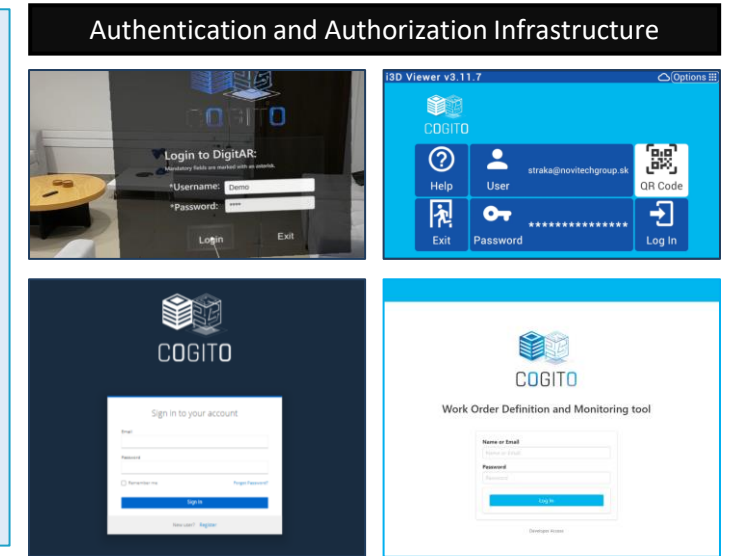 Authentication and Authorization Infrastructure
COGITO
Login to DigitAR:
Mandatory fields are marked with an asterisk.
*Username: Demo
*Password: ****
Login Exit
i3D Viewer v3.11.7 Options
COGITO
straka@novitechgroup.sk
Help User QR Code
***************
Exit Password Log In
COGITO
Sign in to your account
Email
Password
Remember me Forgot Password?
Sign In
New user? Register
COGITO
Work Order Definition and Monitoring tool
Name or Email
Name or Email
Password
Password
Log In
Developer Access